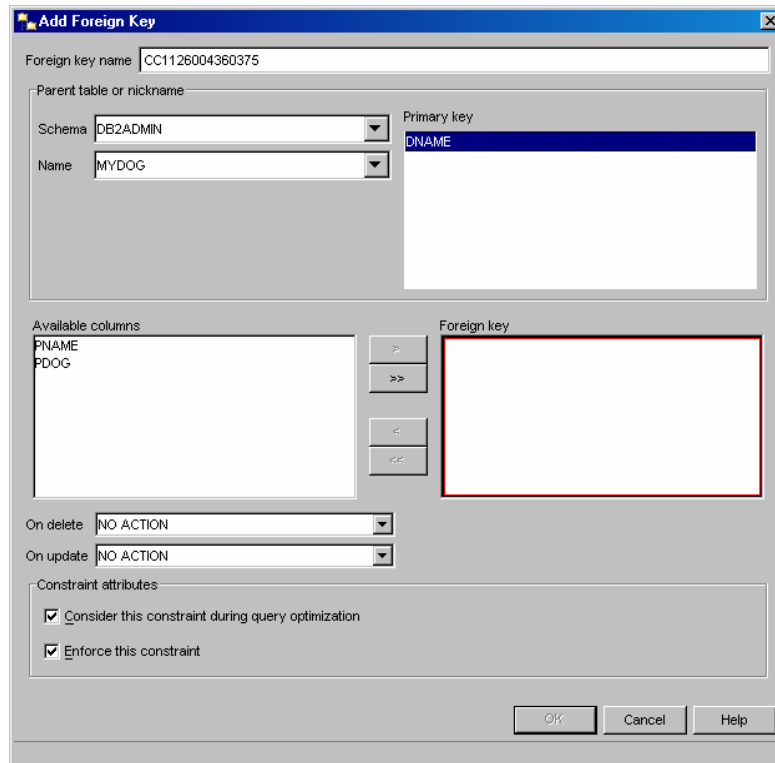 Add Foreign Key
Foreign key name CC1126004360375
Parent table or nickname
Schema DB2ADMIN
Name MYDOG
Primary key
DNAME
Available columns
PNAME
PDOG
>
>>
<
<<
Foreign key
On delete NO ACTION
On update NO ACTION
Constraint attributes
Consider this constraint during query optimization
Enforce this constraint
OK Cancel Help